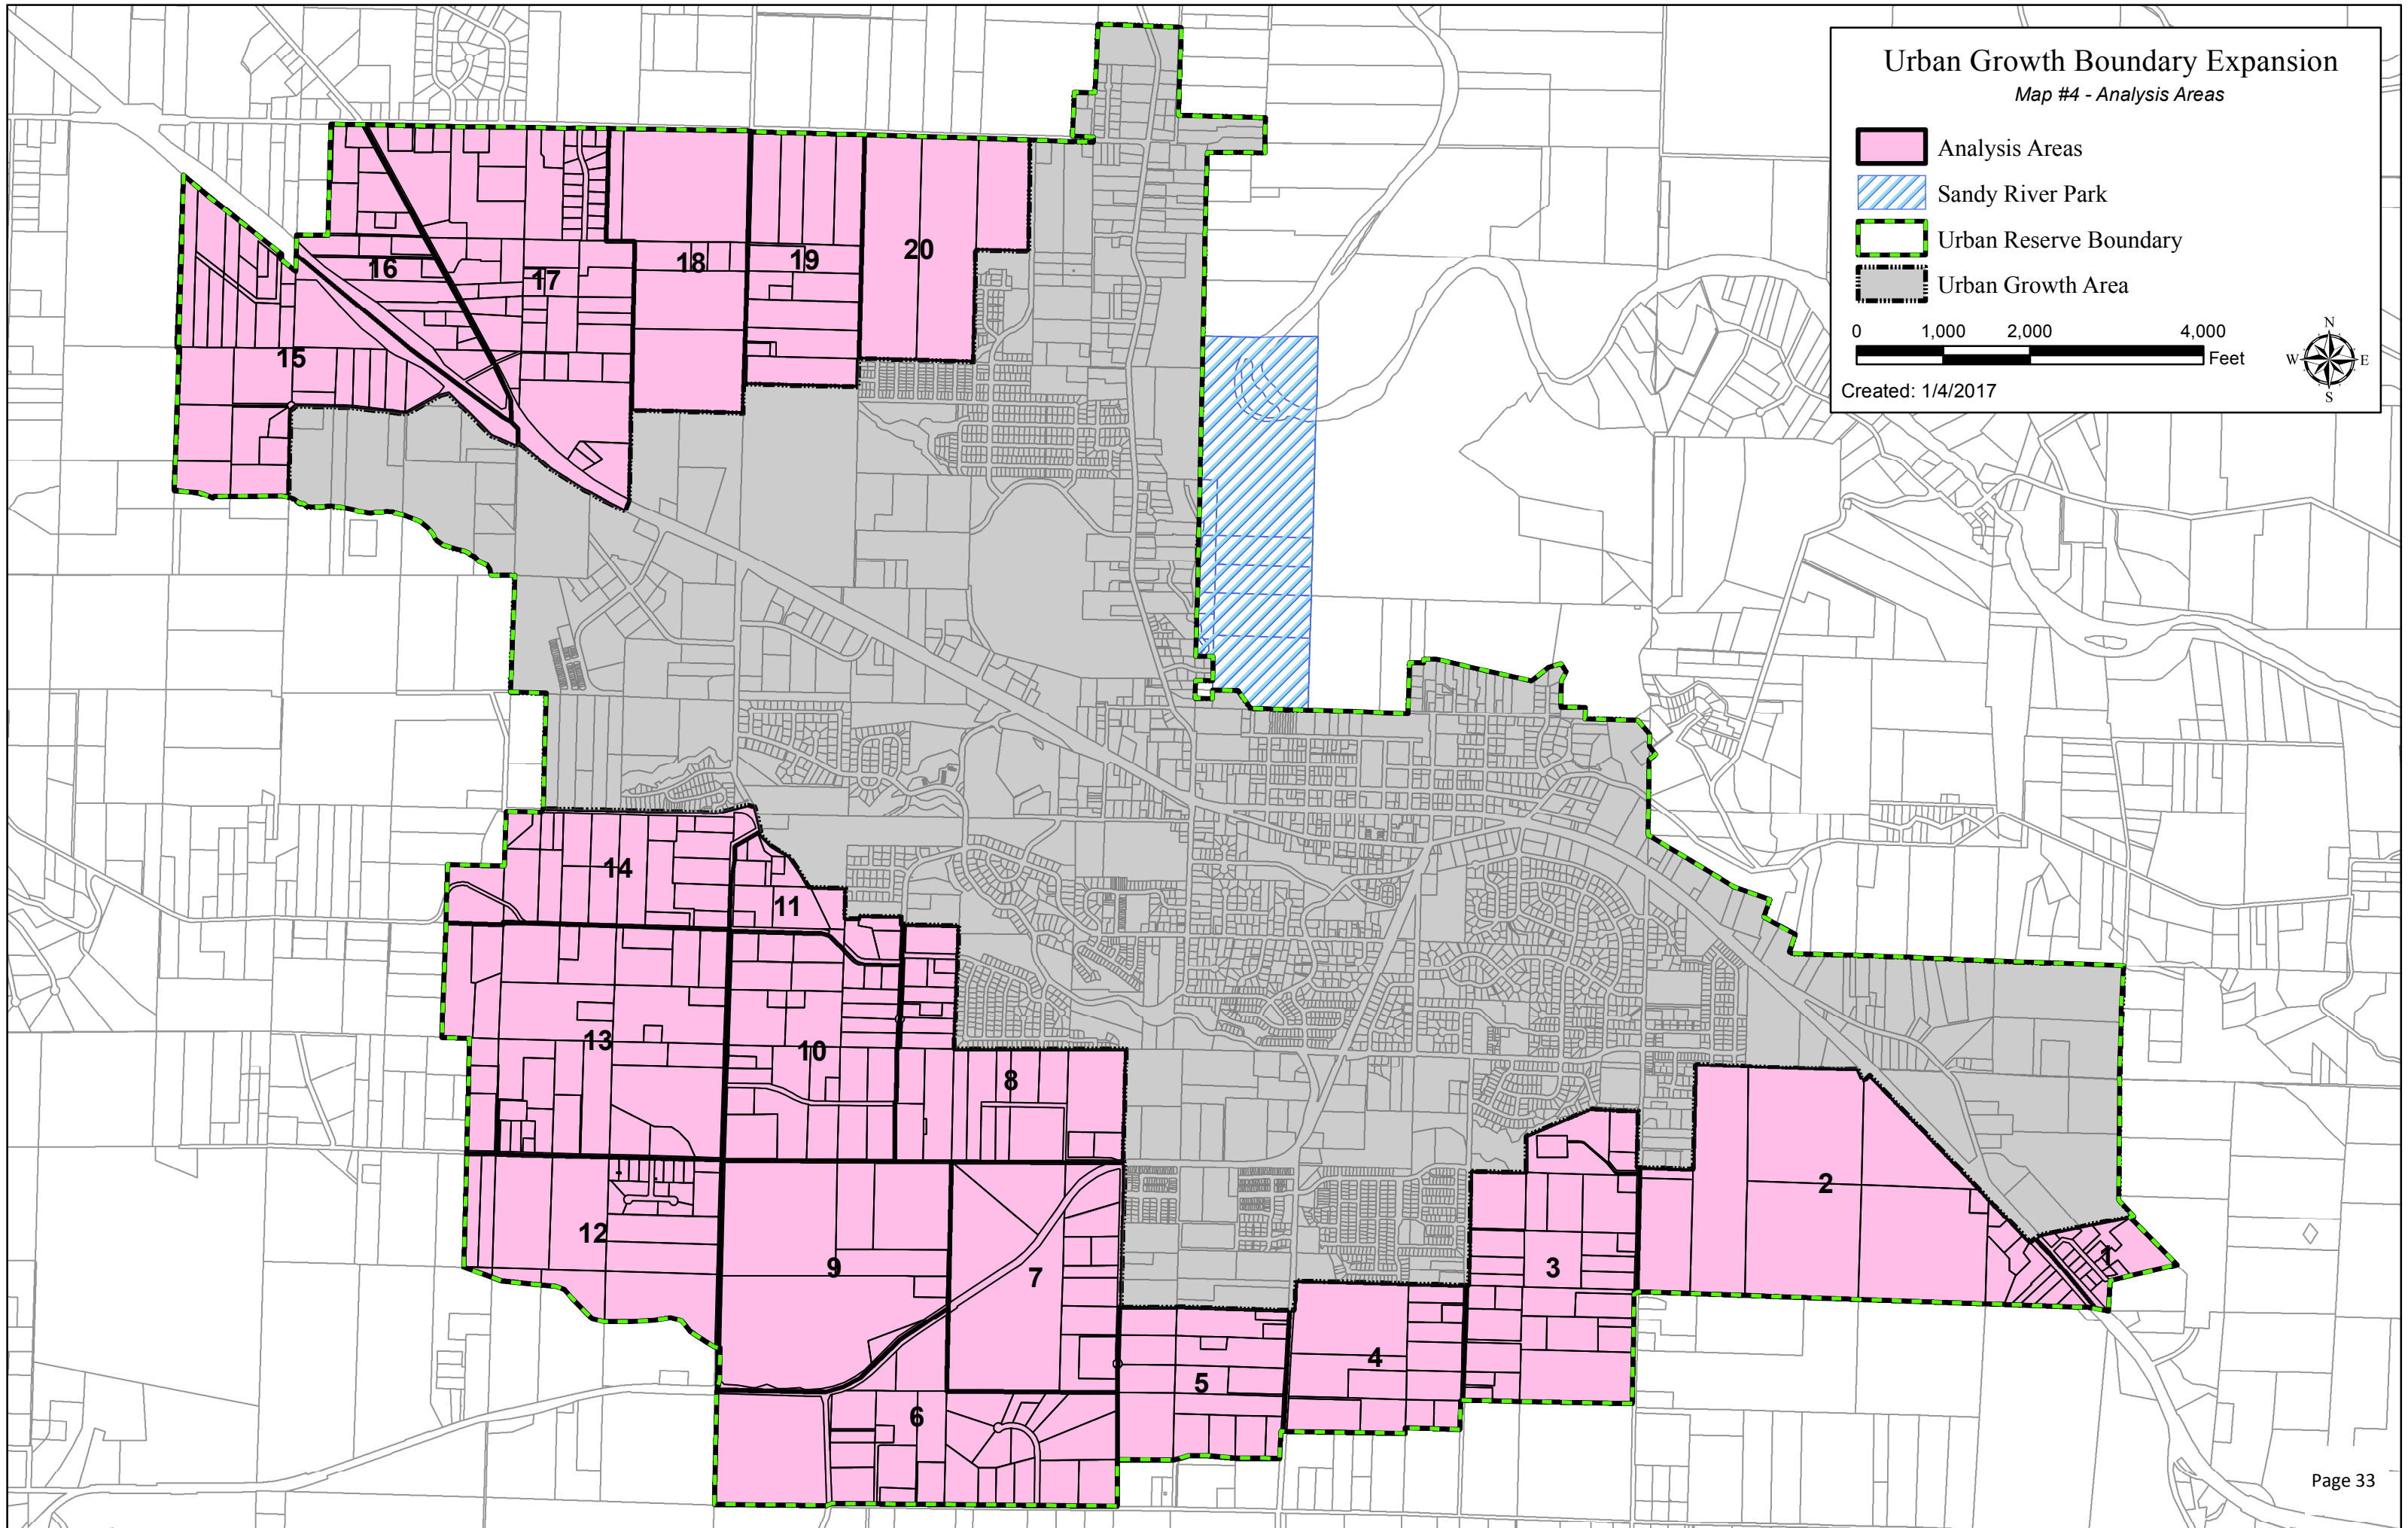 Urban Growth Boundary Expansion
Map #4 - Analysis Areas
Analysis Areas
Sandy River Park
Urban Reserve Boundary
Urban Growth Area
0 1,000 2,000 4,000
Feet
N
W E
S
Created: 1/4/2017
20
19
18
16
17
15
14
11
13
10
8
2
12
9
7
3
1
4
5
6
Page 33